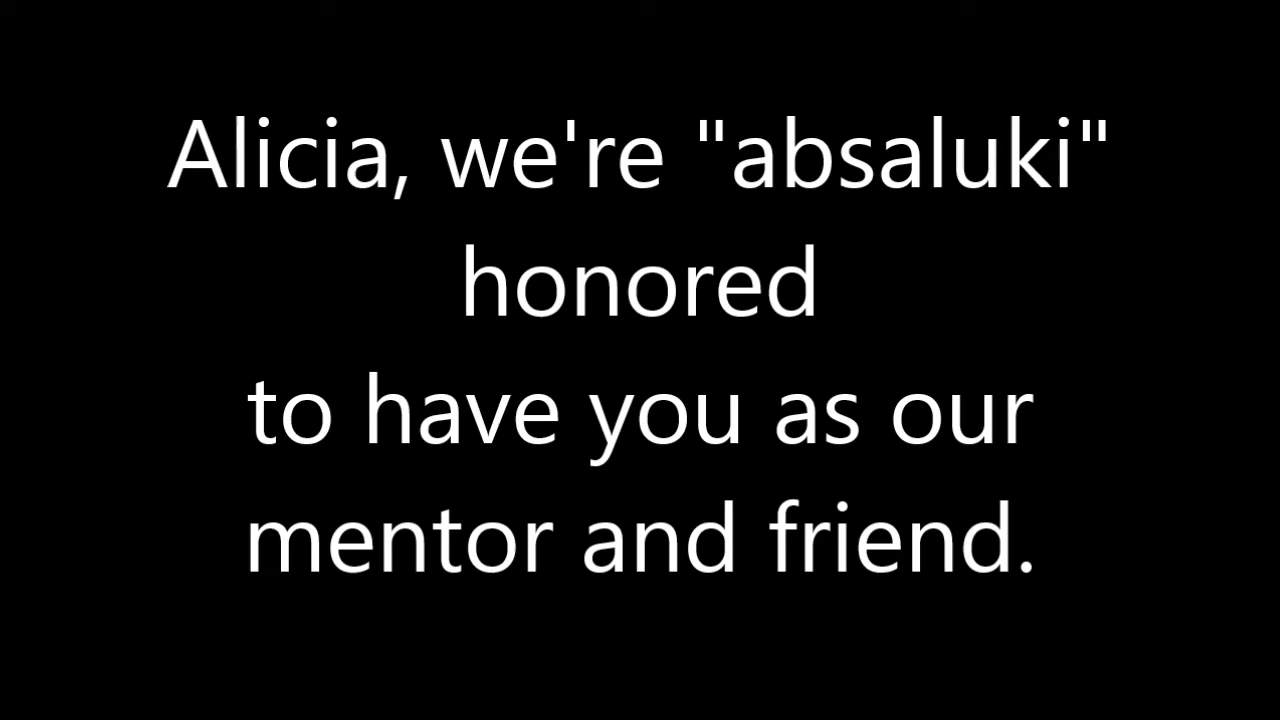 Alicia, we're "absaluki"
honored
to have you as our
mentor and friend.